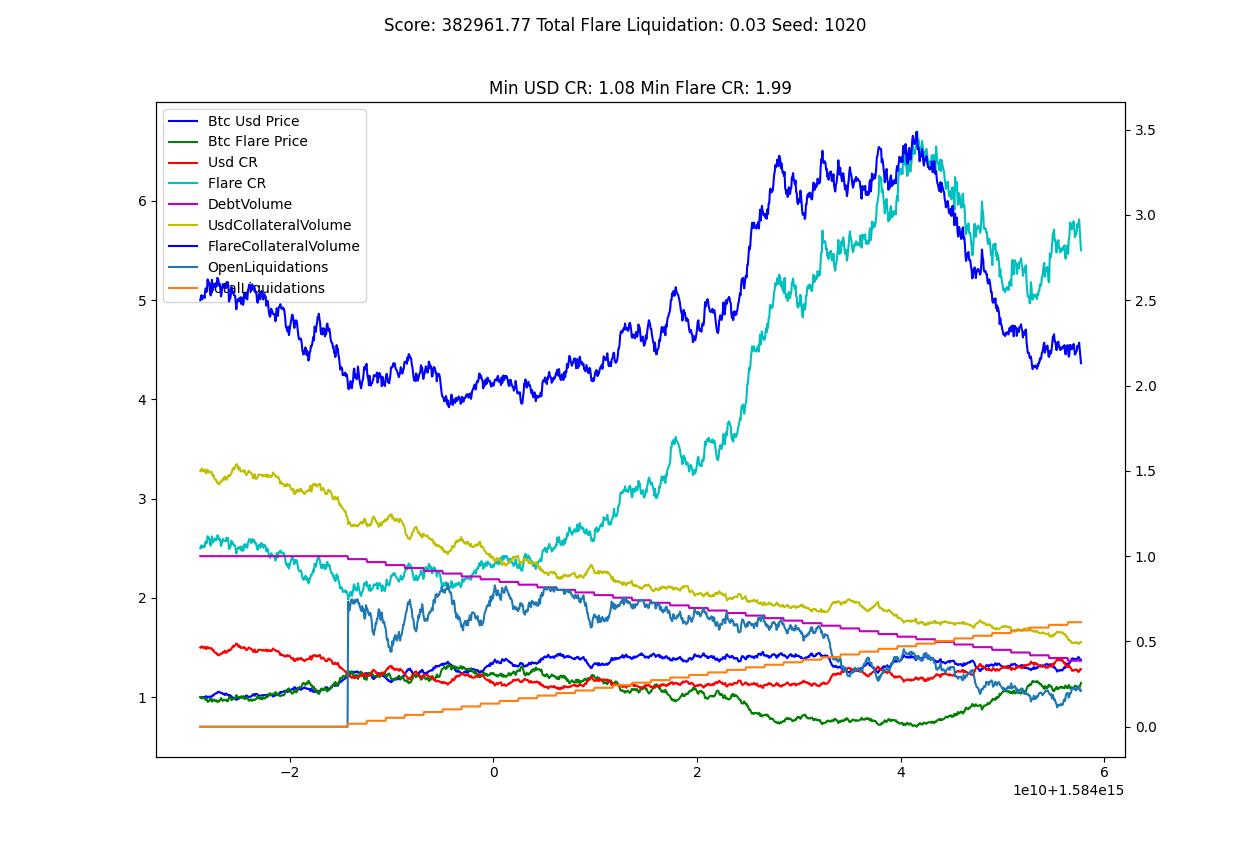 Score: 382961.77 Total Flare Liquidation: 0.03 Seed: 1020
Min USD CR: 1.08 Min Flare CR: 1.99
Btc Usd Price
Btc Flare Price
Usd CR
Flare CR
DebtVolume
UsdCollateralVolume
FlareCollateralVolume
OpenLiquidations
TotalLiquidations
6
5
4
3
2
1
3.5
3.0
2.5
2.0
1.5
1.0
0.5
0.0
−2 0 2 4 6
1e10+1.584e15